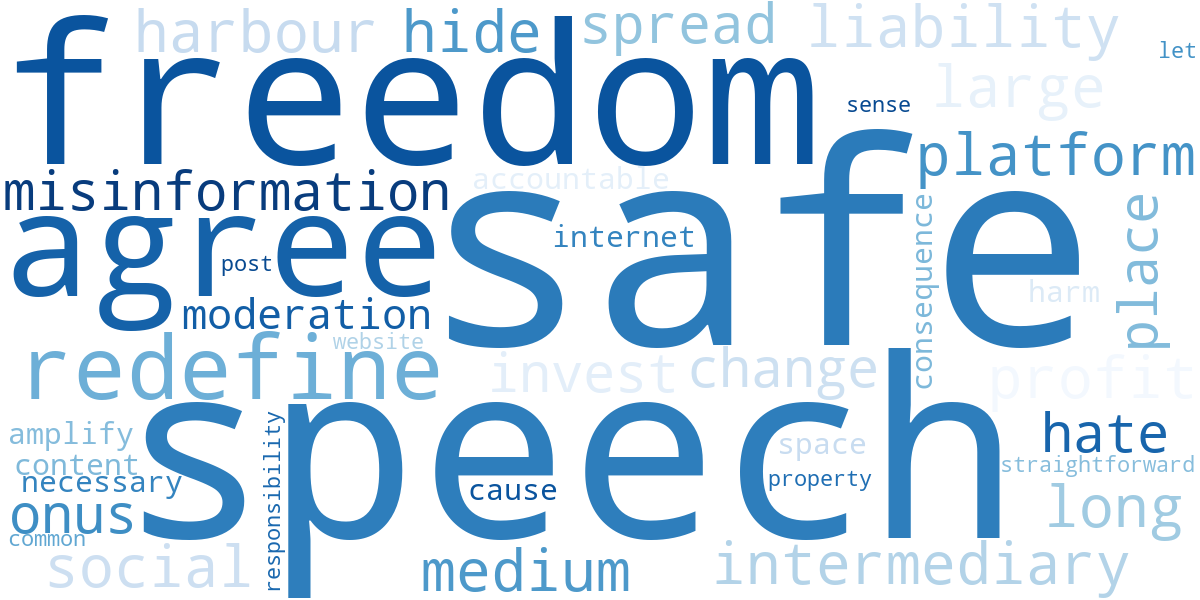 harbour
hide
spread
liability
let
freedom
large
sense
platform
misinformation
accountable
safe
agree
internet
place
consequence
post
harm
moderation
website
redefine
invest
change
profit
speech
amplify
responsibility
hate
space
content
straightforward
necessary
cause
property
onus
long
common
social
medium
intermediary